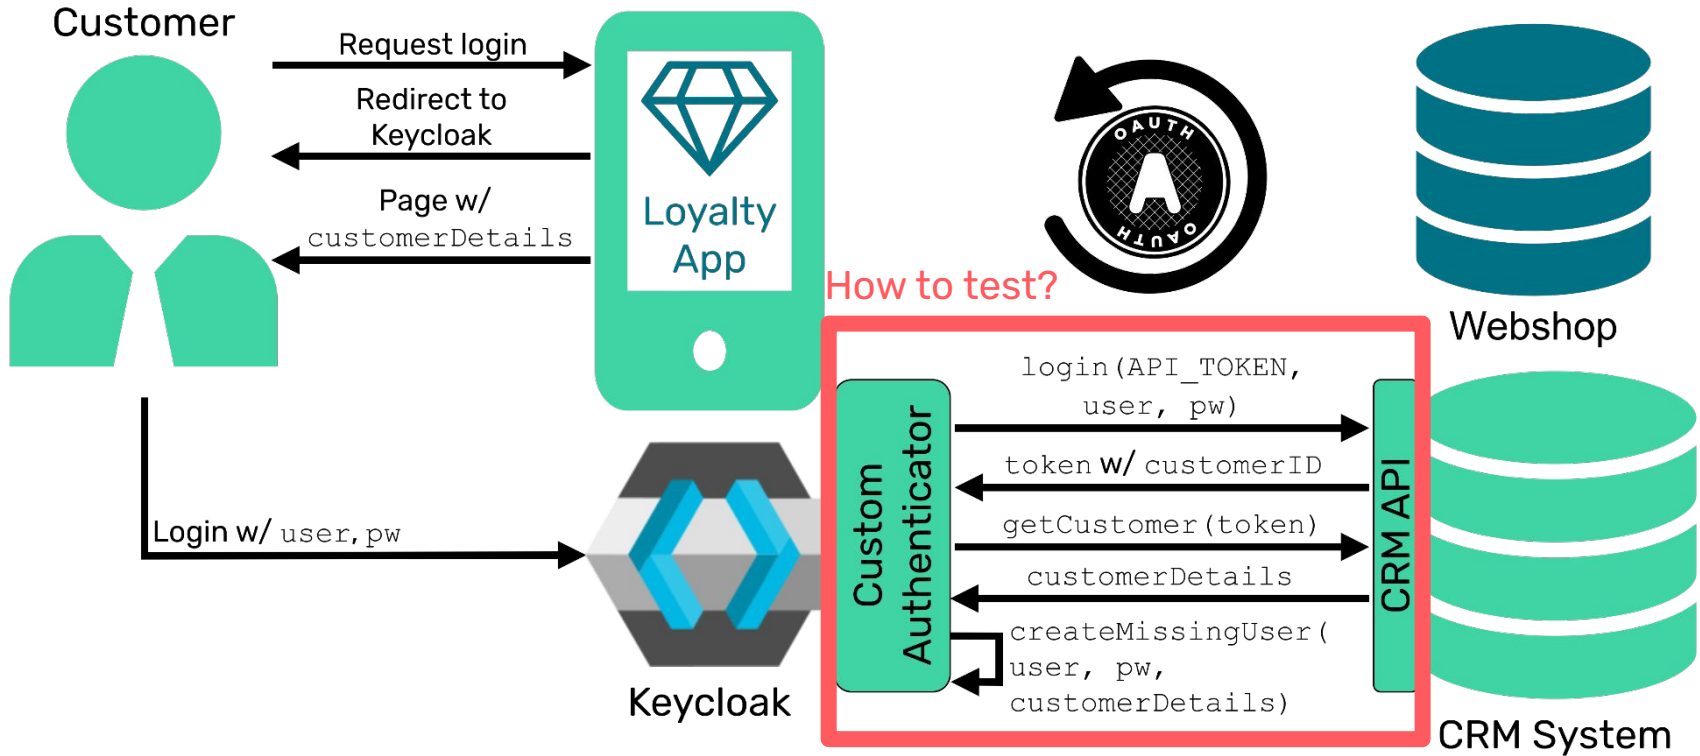 Customer
Request login
Redirect to
Keycloak
Page w/
customerDetails
Loyalty
App
OAUTH
OAUTH
Webshop
How to test?
login(API_TOKEN,
user, pw)
token w/ customerID
getCustomer(token)
customerDetails
createMissingUser(
user, pw,
customerDetails)
Custom
Authenticator
CRM API
Login w/ user, pw
Keycloak
CRM System